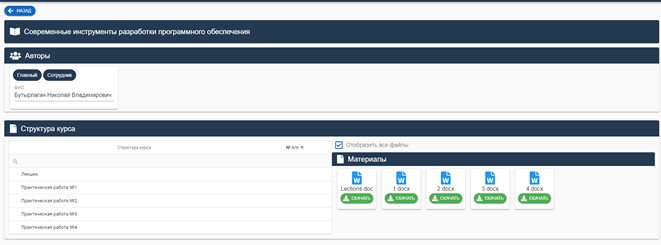 НАЗАД
Современные инструменты разработки программного обеспечения
Авторы
Главный Сотрудник
ФИО
Бутырлагин Николай Владимирович
Структура курса
Структура курса № п/п
Отобразить все файлы
Материалы
Лекции
Практическая работа №1
Практическая работа №2
Практическая работа №3
Практическая работа №4
Lections.doc 1.docx 2.docx 3.docx 4.docx
СКАЧАТЬ СКАЧАТЬ СКАЧАТЬ СКАЧАТЬ СКАЧАТЬ